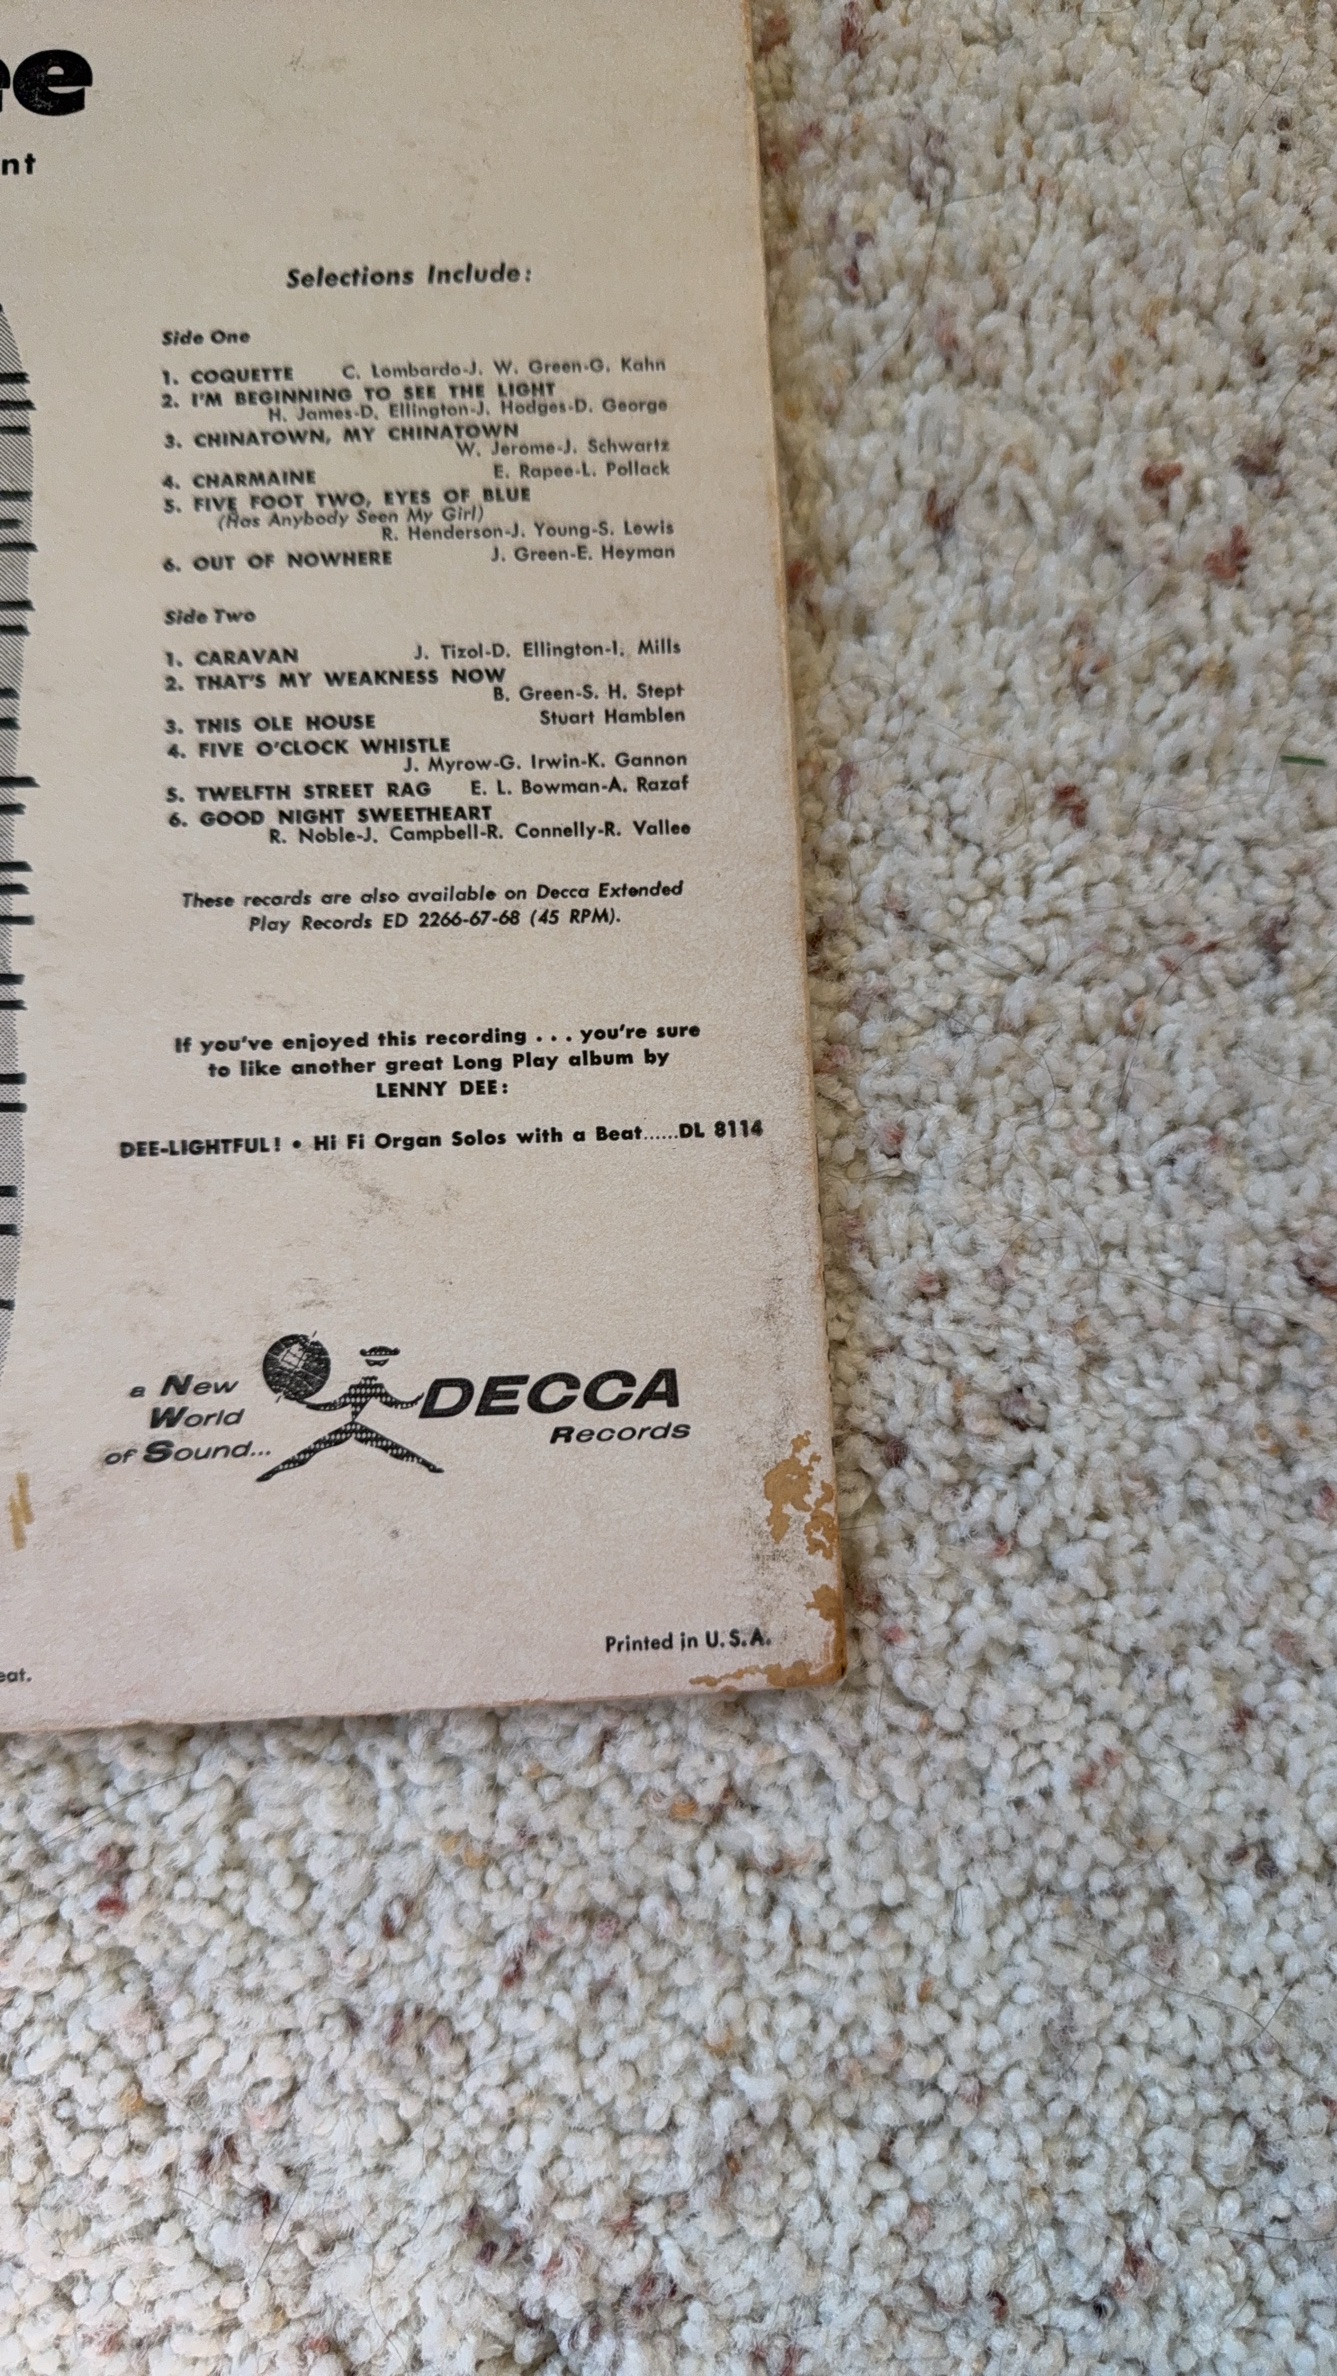 ee
nt
Selections Include:
Side One
1. COQUETTE C. Lombardo-J. W. Green-G. Kahn
2. I'M BEGINNING TO SEE THE LIGHT
H. James-D. Ellington-J. Hodges-D. George
3. CHINATOWN, MY CHINATOWN
W. Jerome-J. Schwartz
4. CHARMAINE E. Rapee-L. Pollack
5. FIVE FOOT TWO, EYES OF BLUE
(Has Anybody Seen My Girl)
R. Henderson-J. Young-S. Lewis
6. OUT OF NOWHERE J. Green-E. Heyman
Side Two
1. CARAVAN J. Tizol-D. Ellington-I. Mills
2. THAT'S MY WEAKNESS NOW
B. Green-S. H. Stept
3. THIS OLE HOUSE Stuart Hamblen
4. FIVE O'CLOCK WHISTLE
J. Myrow-G. Irwin-K. Gannon
5. TWELFTH STREET RAG E. L. Bowman-A. Razaf
6. GOOD NIGHT SWEETHEART
R. Noble-J. Campbell-R. Connelly-R. Vallee
These records are also available on Decca Extended
Play Records ED 2266-67-68 (45 RPM).
If you've enjoyed this recording . . . you're sure
to like another great Long Play album by
LENNY DEE:
DEE-LIGHTFUL! • Hi Fi Organ Solos with a Beat......DL 8114
a New
World
of Sound...
DECCA
Records
Printed in U.S.A.
eat.